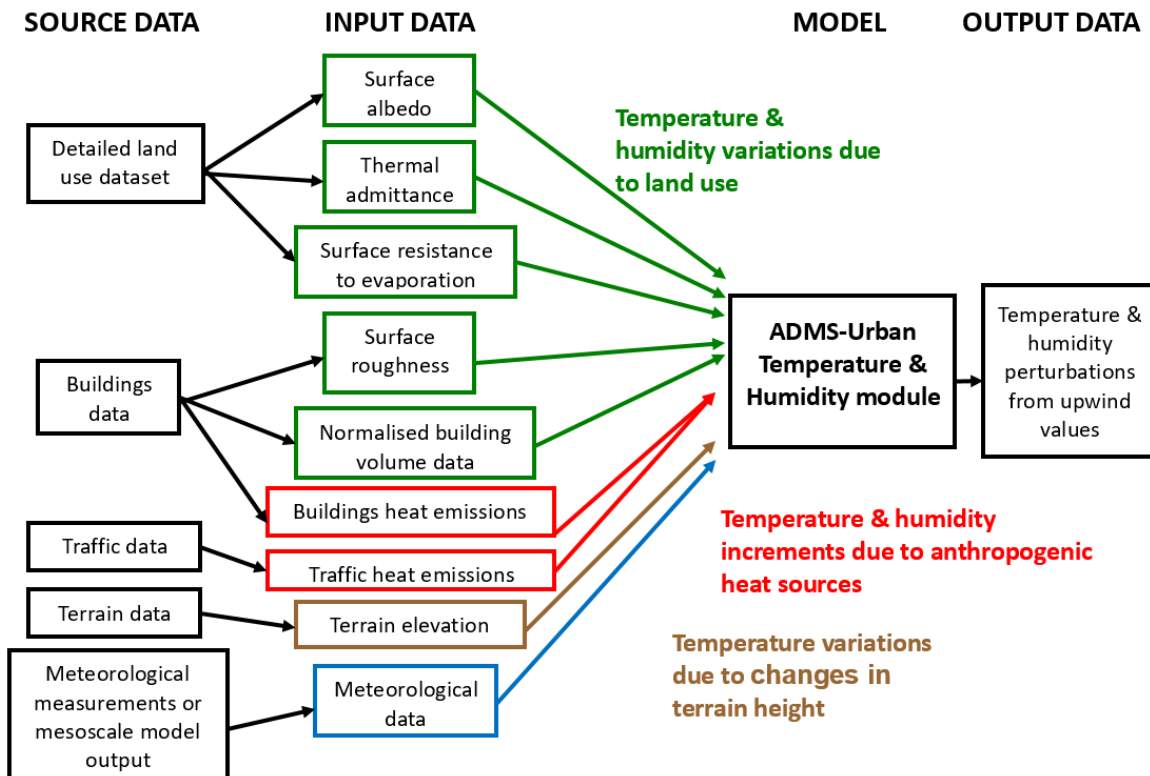 SOURCE DATA
INPUT DATA
MODEL
OUTPUT DATA
Detailed land
use dataset
Surface
albedo
Thermal
admittance
Surface resistance
to evaporation
Temperature &
humidity variations due
to land use
Buildings
data
Surface
roughness
Normalised building
volume data
Buildings heat emissions
ADMS-Urban
Temperature &
Humidity module
Temperature &
humidity
perturbations
from upwind
values
Traffic data
Traffic heat emissions
Temperature & humidity
increments due to anthropogenic
heat sources
Terrain data
Terrain elevation
Temperature variations
due to changes in
terrain height
Meteorological
measurements or
mesoscale model
output
Meteorological
data